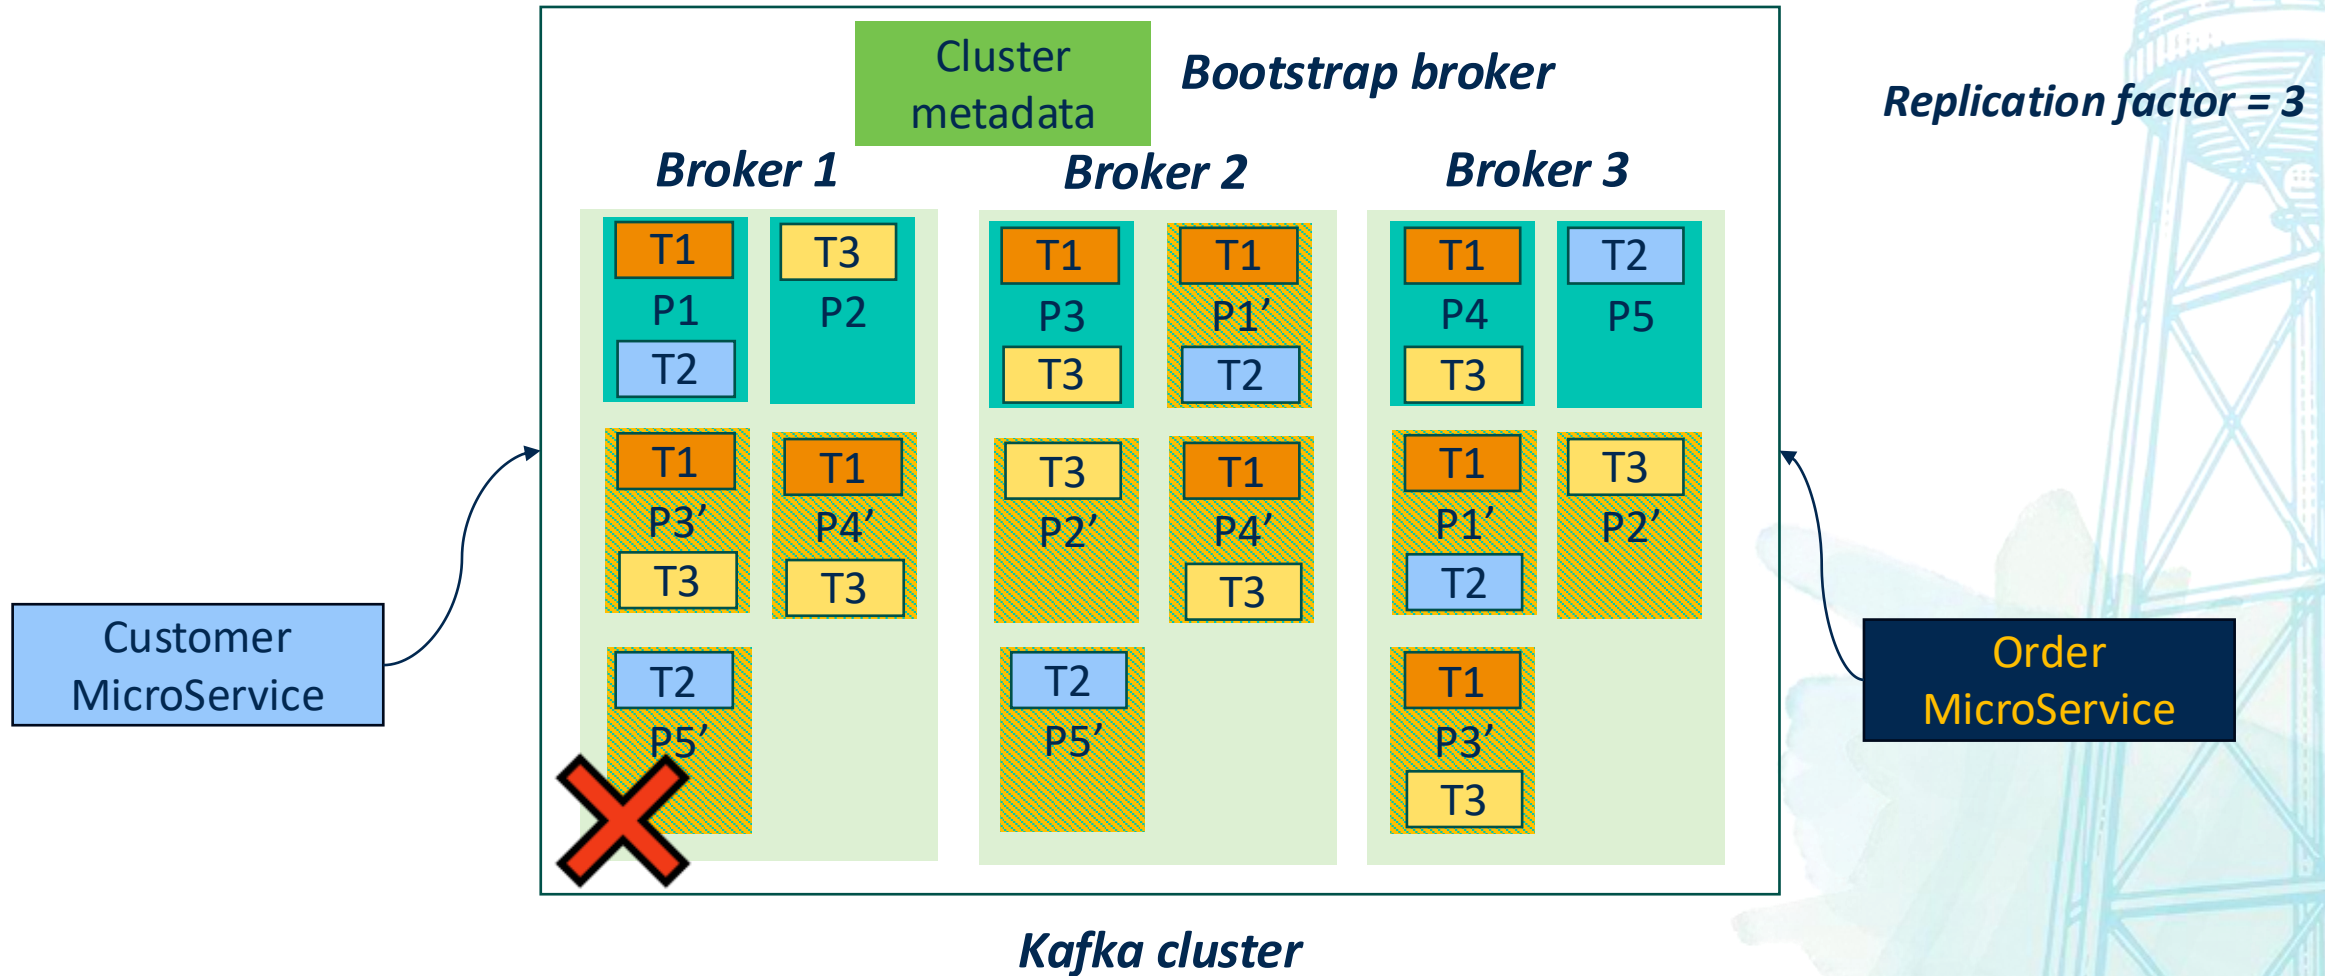 Cluster
metadata
Bootstrap broker
Replication factor = 3
Broker 1
Broker 2
Broker 3
T1
P1
T2
T3
P2
T1
P3'
T3
T1
P4'
T3
T2
P5'
T1
P3
T3
T1
P1'
T2
T3
P2'
T1
P4'
T3
T2
P5'
T1
P4
T3
T2
P5
T1
P1'
T2
T3
P2'
T1
P3'
T3
Customer
MicroService
Order
MicroService
Kafka cluster